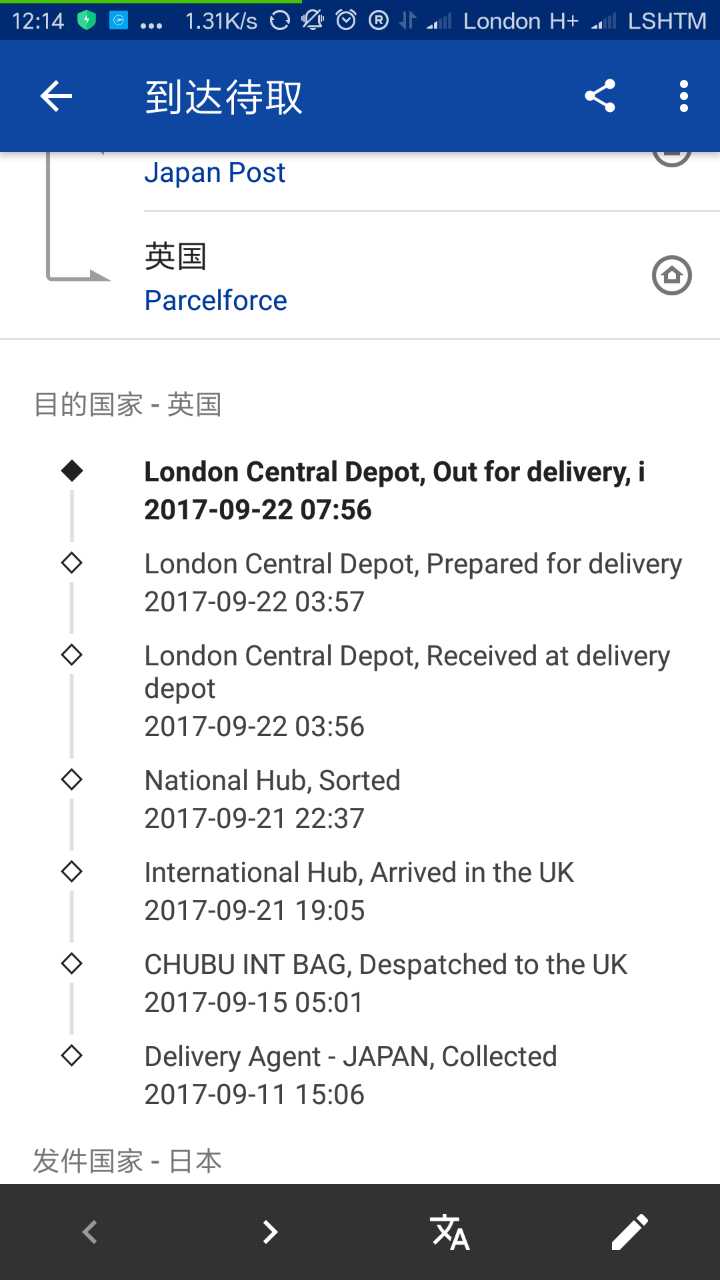 12:14 ... 1.31K/s ® London H+ LSHTM
到达待取
Japan Post
英国
Parcelforce
目的国家 - 英国
London Central Depot, Out for delivery, i
2017-09-22 07:56
London Central Depot, Prepared for delivery
2017-09-22 03:57
London Central Depot, Received at delivery
depot
2017-09-22 03:56
National Hub, Sorted
2017-09-21 22:37
International Hub, Arrived in the UK
2017-09-21 19:05
CHUBU INT BAG, Despatched to the UK
2017-09-15 05:01
Delivery Agent - JAPAN, Collected
2017-09-11 15:06
发件国家 - 日本